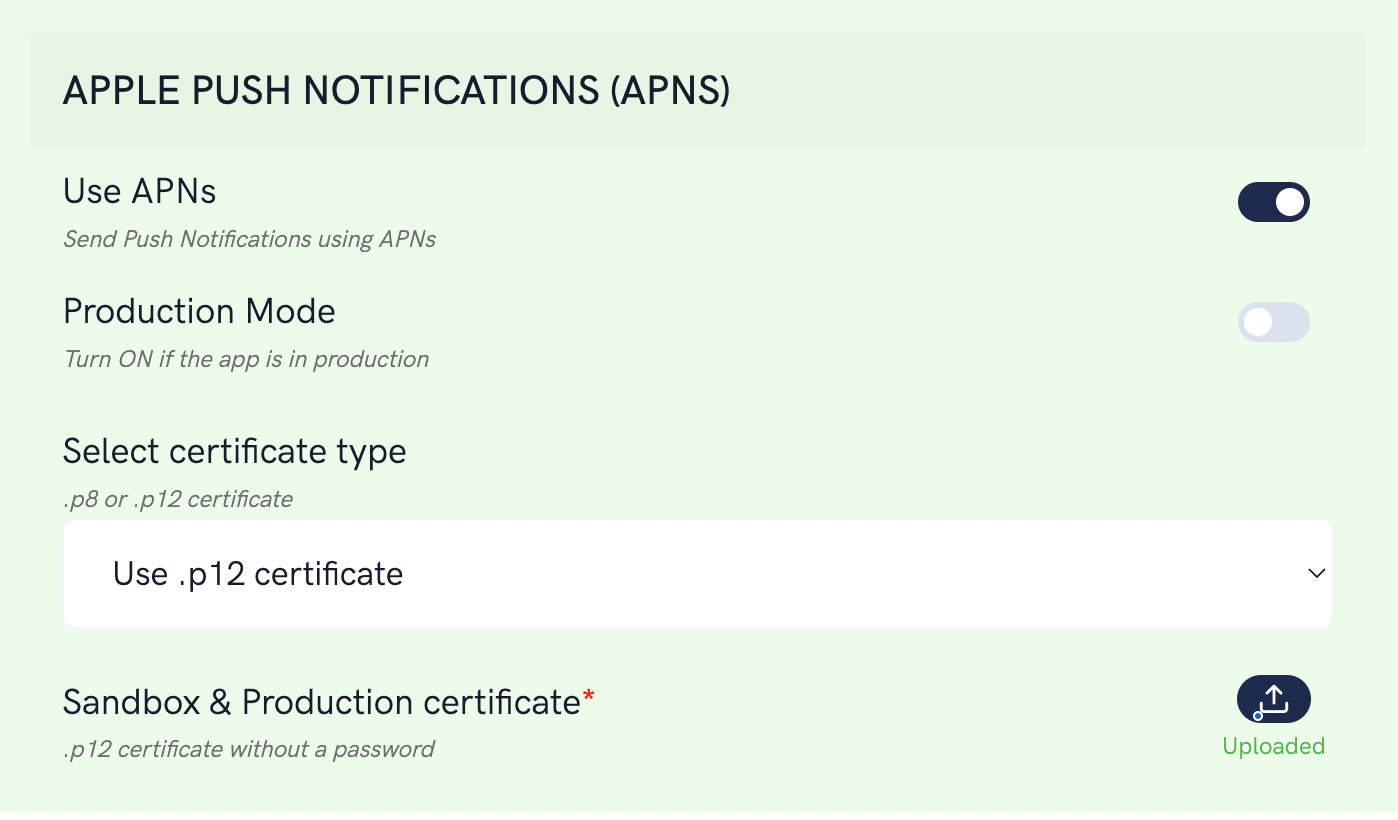 APPLE PUSH NOTIFICATIONS (APNS)
Use APNs
Send Push Notifications using APNs
Production Mode
Turn ON if the app is in production
Select certificate type
.p8 or .p12 certificate
Use .p12 certificate
Sandbox & Production certificate*
.p12 certificate without a password
Uploaded